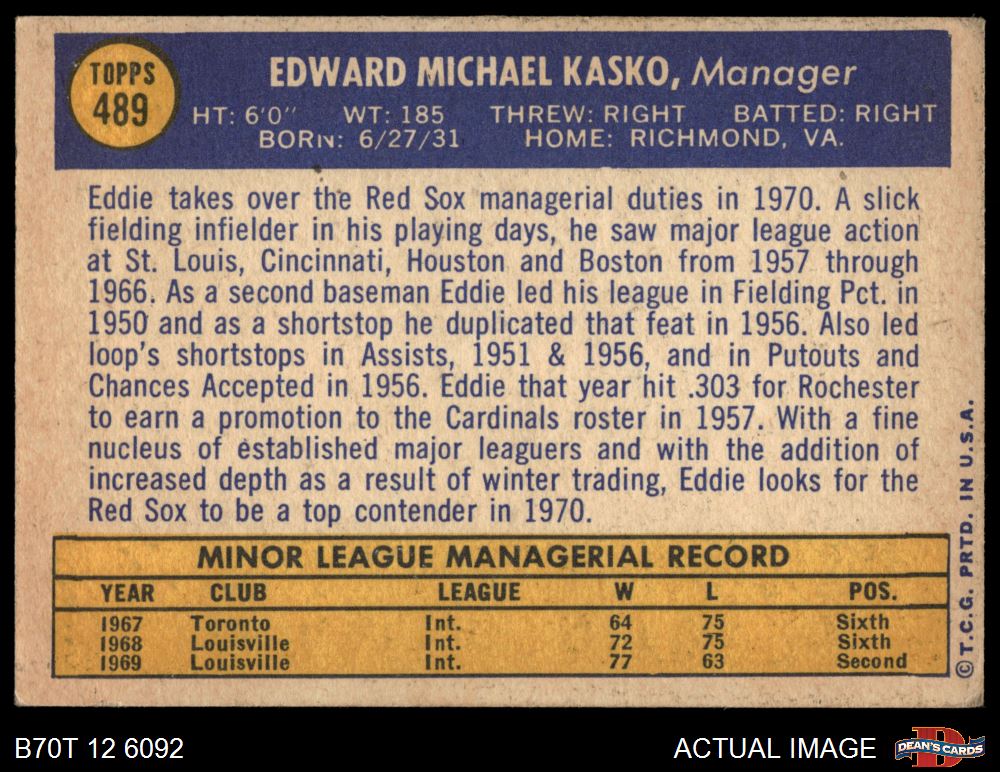 TOPPS
489
EDWARD MICHAEL KASKO, Manager
HT: 6'0" WT: 185 THREW: RIGHT BATTED: RIGHT
BORN: 6/27/31 HOME: RICHMOND, VA.
Eddie takes over the Red Sox managerial duties in 1970. A slick
fielding infielder in his playing days, he saw major league action
at St. Louis, Cincinnati, Houston and Boston from 1957 through
1966. As a second baseman Eddie led his league in Fielding Pct. in
1950 and as a shortstop he duplicated that feat in 1956. Also led
loop's shortstops in Assists, 1951 & 1956, and in Putouts and
Chances Accepted in 1956. Eddie that year hit .303 for Rochester
to earn a promotion to the Cardinals roster in 1957. With a fine
nucleus of established major leaguers and with the addition of
increased depth as a result of winter trading, Eddie looks for the
Red Sox to be a top contender in 1970.
MINOR LEAGUE MANAGERIAL RECORD
YEAR CLUB LEAGUE W L POS.
1967 Toronto Int. 64 75 Sixth
1968 Louisville Int. 72 75 Sixth
1969 Louisville Int. 77 63 Second
© T.C.G. PRTD. IN U.S.A.
B70T 12 6092
ACTUAL IMAGE
D
DEAN'S CARDS